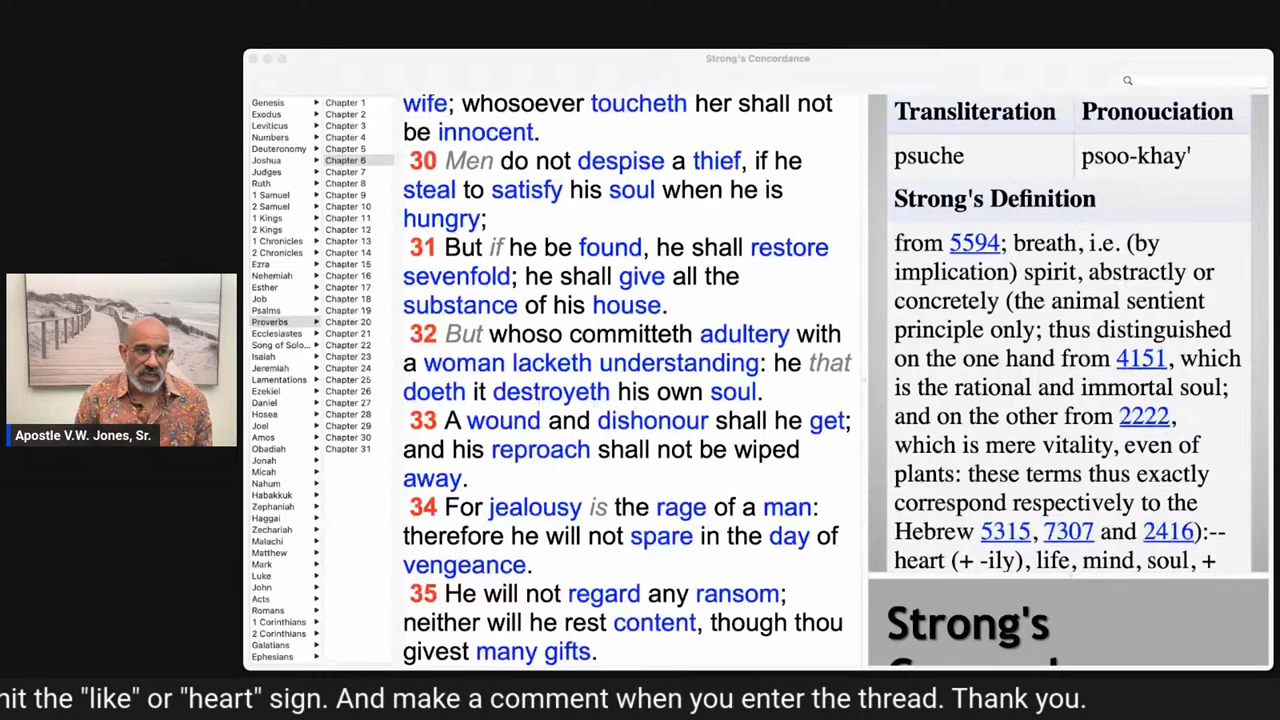 Strong's Concordance
Genesis
Exodus
Leviticus
Numbers
Deuteronomy
Joshua
Judges
Ruth
1 Samuel
2 Samuel
1 Kings
2 Kings
1 Chronicles
2 Chronicles
Ezra
Nehemiah
Esther
Job
Psalms
Proverbs
Ecclesiastes
Song of Solo...
Isaiah
Jeremiah
Lamentations
Ezekiel
Daniel
Hosea
Joel
Amos
Obadiah
Jonah
Micah
Nahum
Habakkuk
Zephaniah
Haggai
Zechariah
Malachi
Matthew
Mark
Luke
John
Acts
Romans
1 Corinthians
2 Corinthians
Galatians
Ephesians
Chapter 1
Chapter 2
Chapter 3
Chapter 4
Chapter 5
Chapter 6
Chapter 7
Chapter 8
Chapter 9
Chapter 10
Chapter 11
Chapter 12
Chapter 13
Chapter 14
Chapter 15
Chapter 16
Chapter 17
Chapter 18
Chapter 19
Chapter 20
Chapter 21
Chapter 22
Chapter 23
Chapter 24
Chapter 25
Chapter 26
Chapter 27
Chapter 28
Chapter 29
Chapter 30
Chapter 31
wife; whosoever toucheth her shall not
be innocent.
30 Men do not despise a thief, if he
steal to satisfy his soul when he is
hungry;
31 But if he be found, he shall restore
sevenfold; he shall give all the
substance of his house.
32 But whoso committeth adultery with
a woman lacketh understanding: he that
doeth it destroyeth his own soul.
33 A wound and dishonour shall he get;
and his reproach shall not be wiped
away.
34 For jealousy is the rage of a man:
therefore he will not spare in the day of
vengeance.
35 He will not regard any ransom;
neither will he rest content, though thou
givest many gifts.
Transliteration Pronouciation
psuche psoo-khay'
Strong's Definition
from 5594; breath, i.e. (by
implication) spirit, abstractly or
concretely (the animal sentient
principle only; thus distinguished
on the one hand from 4151, which
is the rational and immortal soul;
and on the other from 2222,
which is mere vitality, even of
plants: these terms thus exactly
correspond respectively to the
Hebrew 5315, 7307 and 2416):--
heart (+ -ily), life, mind, soul, +
Strong's
Apostle V.W. Jones, Sr.
hit the "like" or "heart" sign. And make a comment when you enter the thread. Thank you.